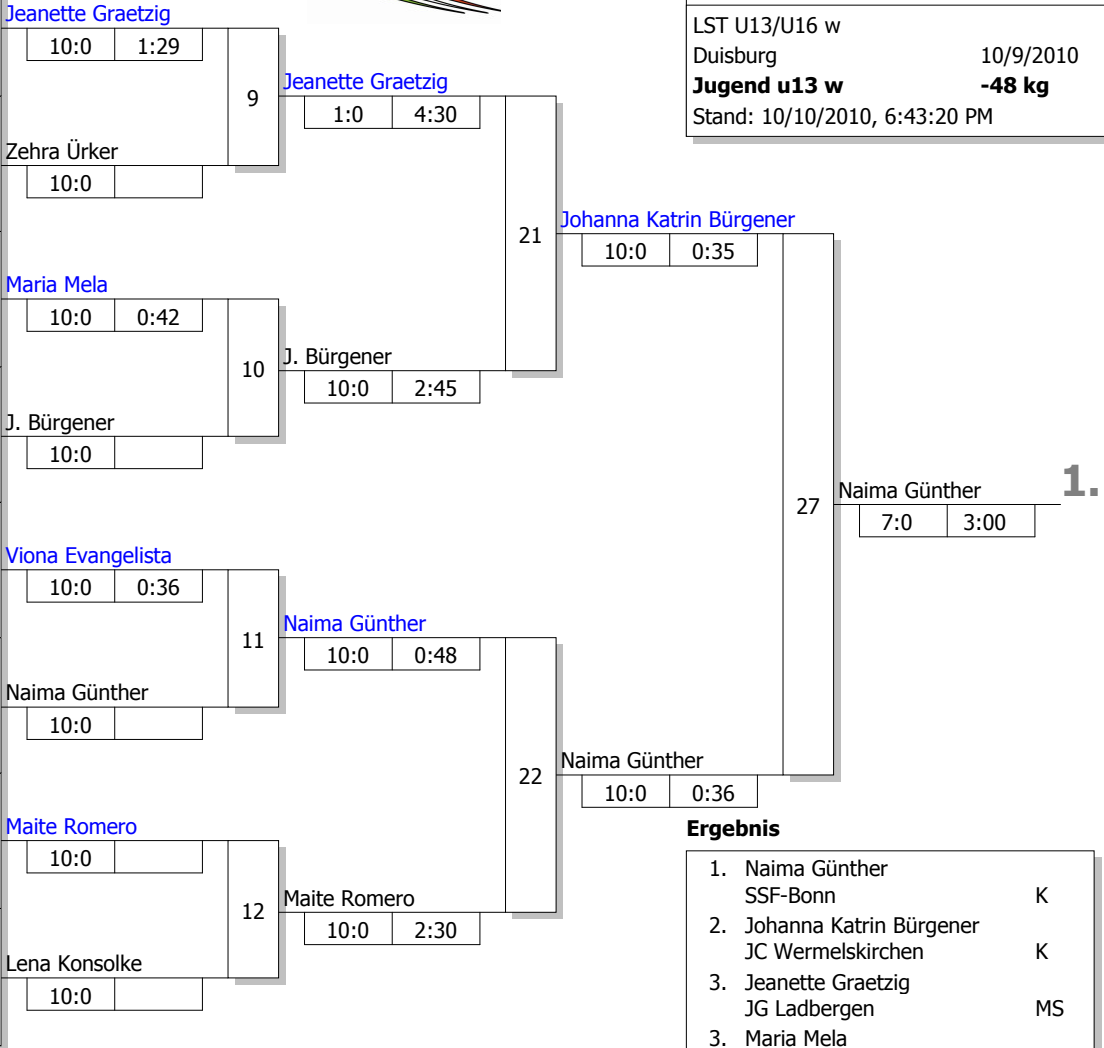 Jeanette Graetzig
10:0 1:29
9
Zehra Ürker
10:0
Maria Mela
10:0 0:42
10
J. Bürgener
10:0
Viona Evangelista
10:0 0:36
11
Naima Günther
10:0
Maite Romero
10:0
12
Lena Konsolke
10:0
Jeanette Graetzig
1:0 4:30
21
J. Bürgener
10:0 2:45
Naima Günther
10:0 0:48
22
Maite Romero
10:0 2:30
Johanna Katrin Bürgener
10:0 0:35
27
Naima Günther
10:0 0:36
Naima Günther 1.
7:0 3:00
LST U13/U16 w
Duisburg 10/9/2010
Jugend u13 w -48 kg
Stand: 10/10/2010, 6:43:20 PM
Ergebnis
1. Naima Günther
SSF-Bonn K
2. Johanna Katrin Bürgener
JC Wermelskirchen K
3. Jeanette Graetzig
JG Ladbergen MS
3. Maria Mela